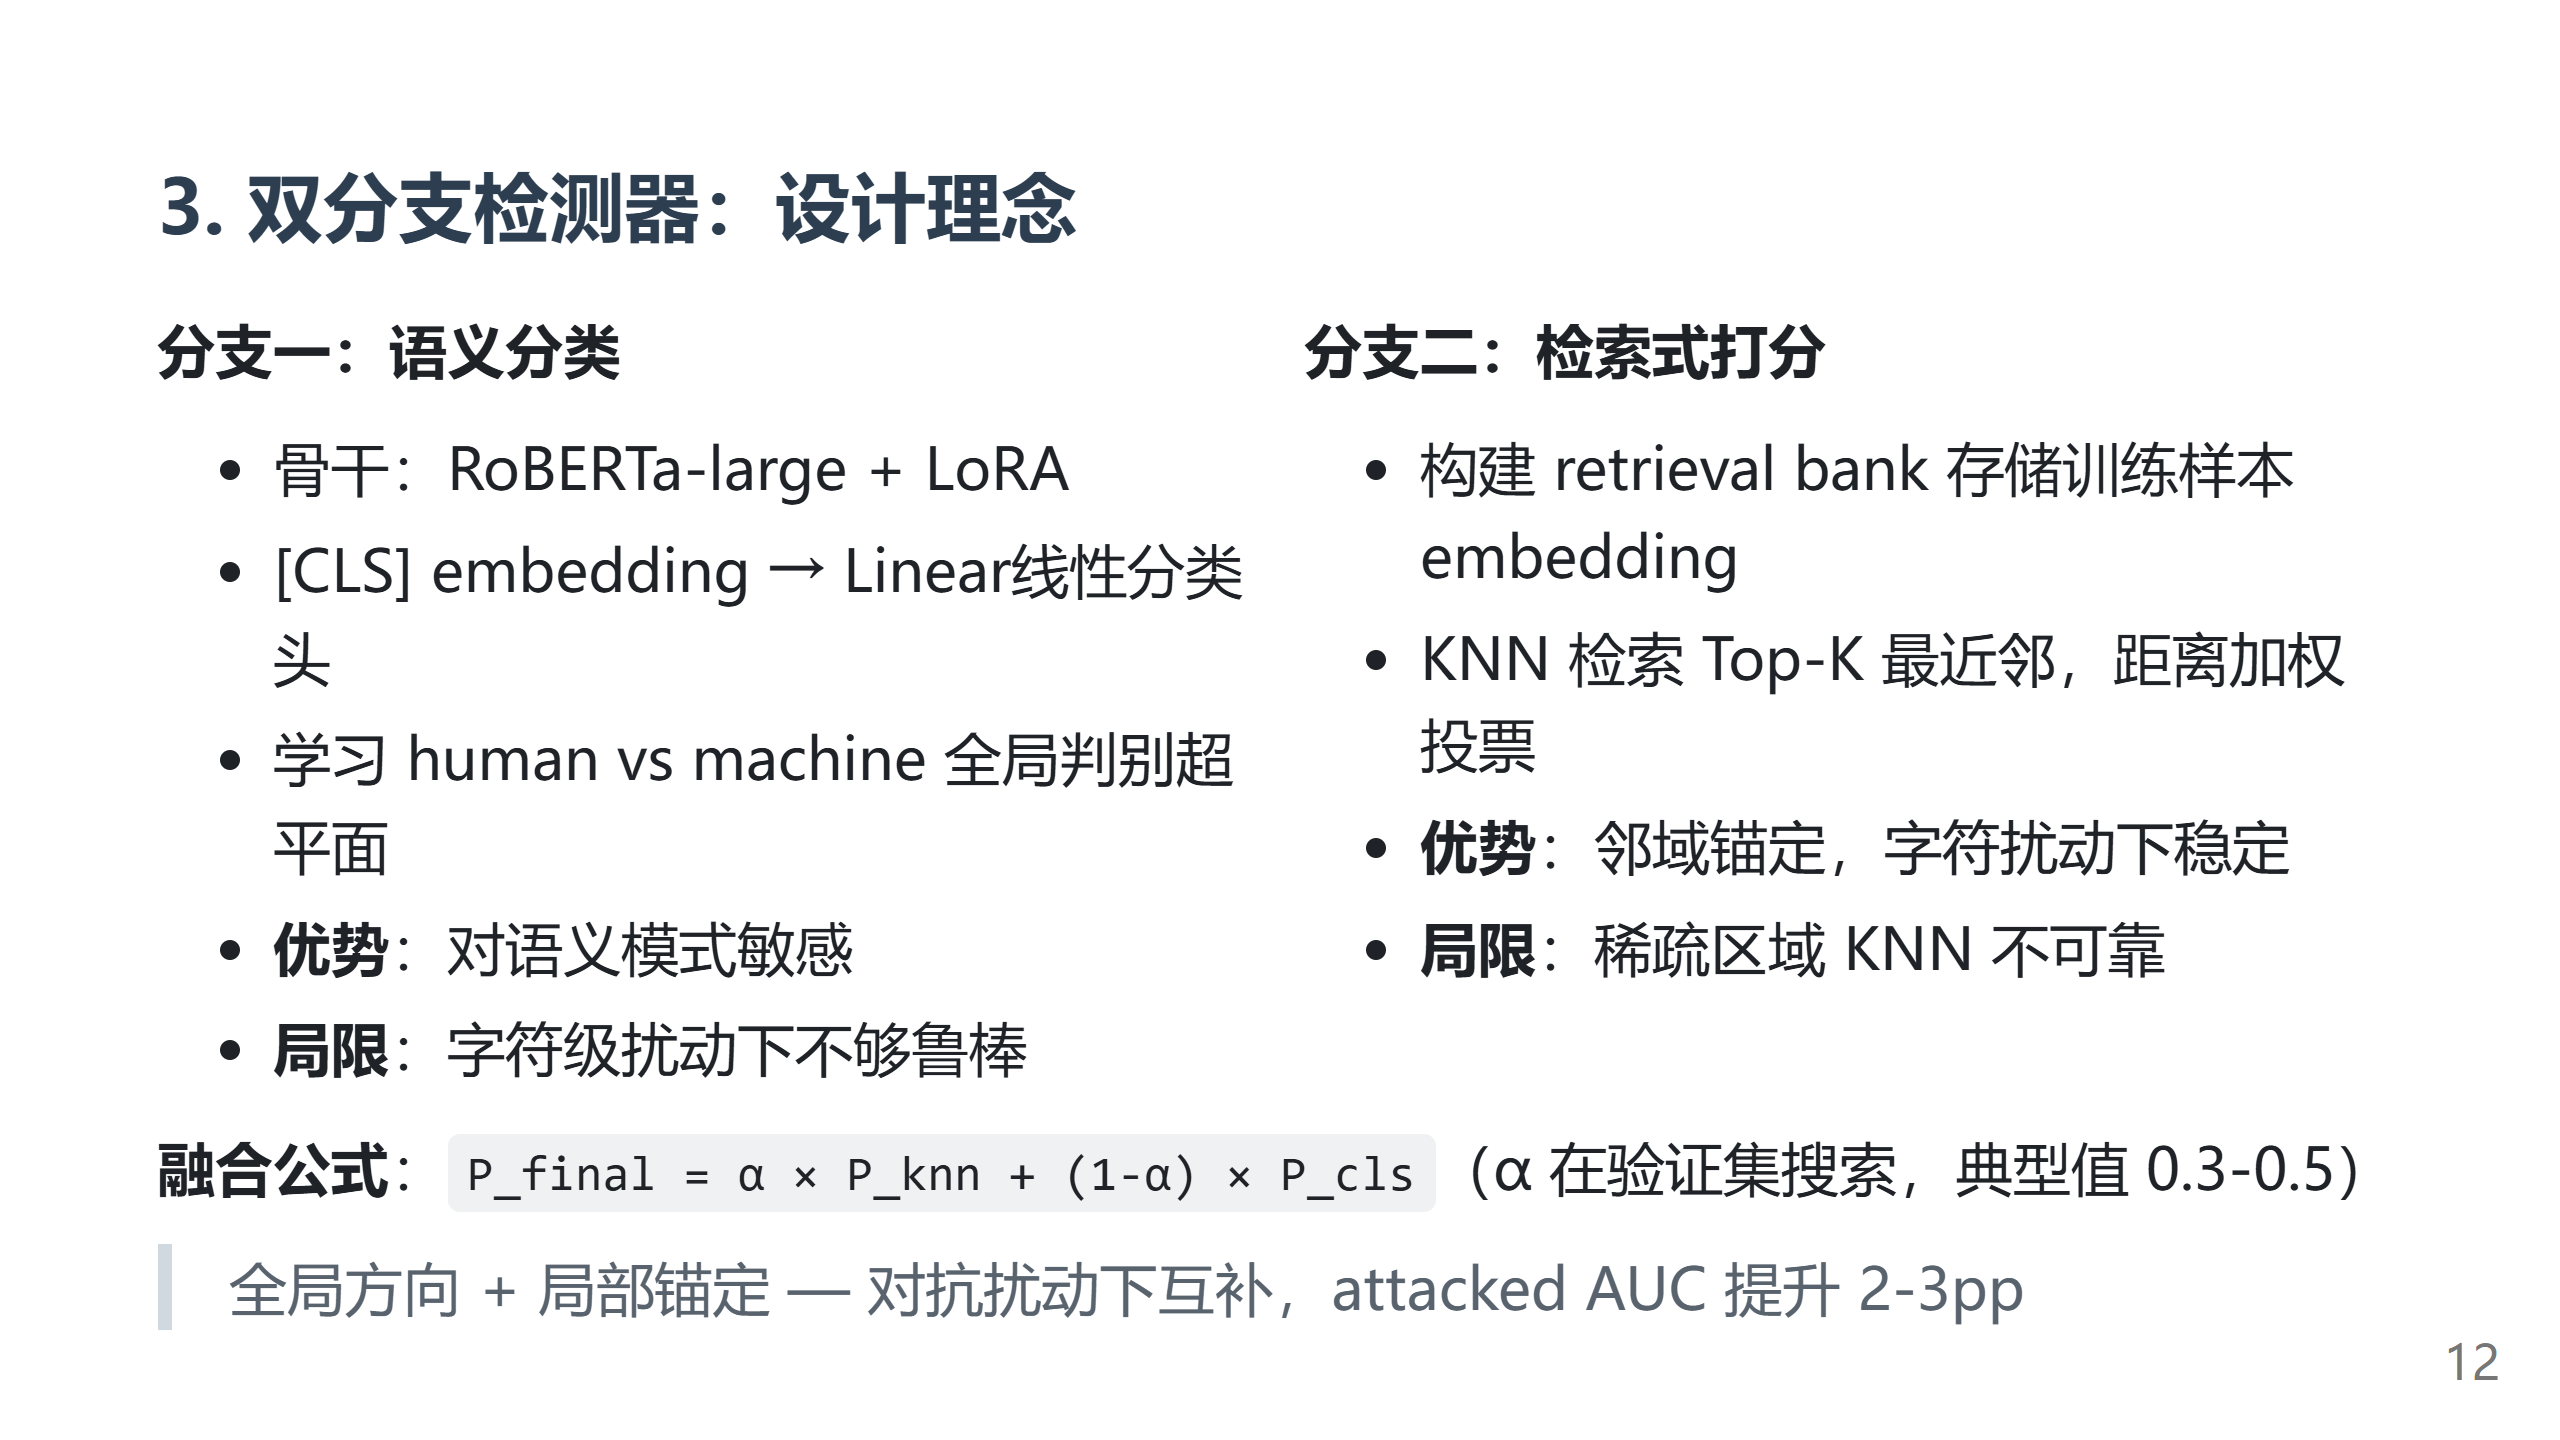 3. 双分支检测器：设计理念
分支一：语义分类
骨干：RoBERTa-large + LoRA
[CLS] embedding → Linear线性分类
头
学习 human vs machine 全局判别超
平面
优势：对语义模式敏感
局限：字符级扰动下不够鲁棒
分支二：检索式打分
构建 retrieval bank 存储训练样本
embedding
KNN 检索 Top-K 最近邻，距离加权
投票
优势：邻域锚定，字符扰动下稳定
局限：稀疏区域 KNN 不可靠
融合公式：P_final = α × P_knn + (1-α) × P_cls（α 在验证集搜索，典型值 0.3-0.5）
全局方向 + 局部锚定 — 对抗扰动下互补，attacked AUC 提升 2-3pp
12